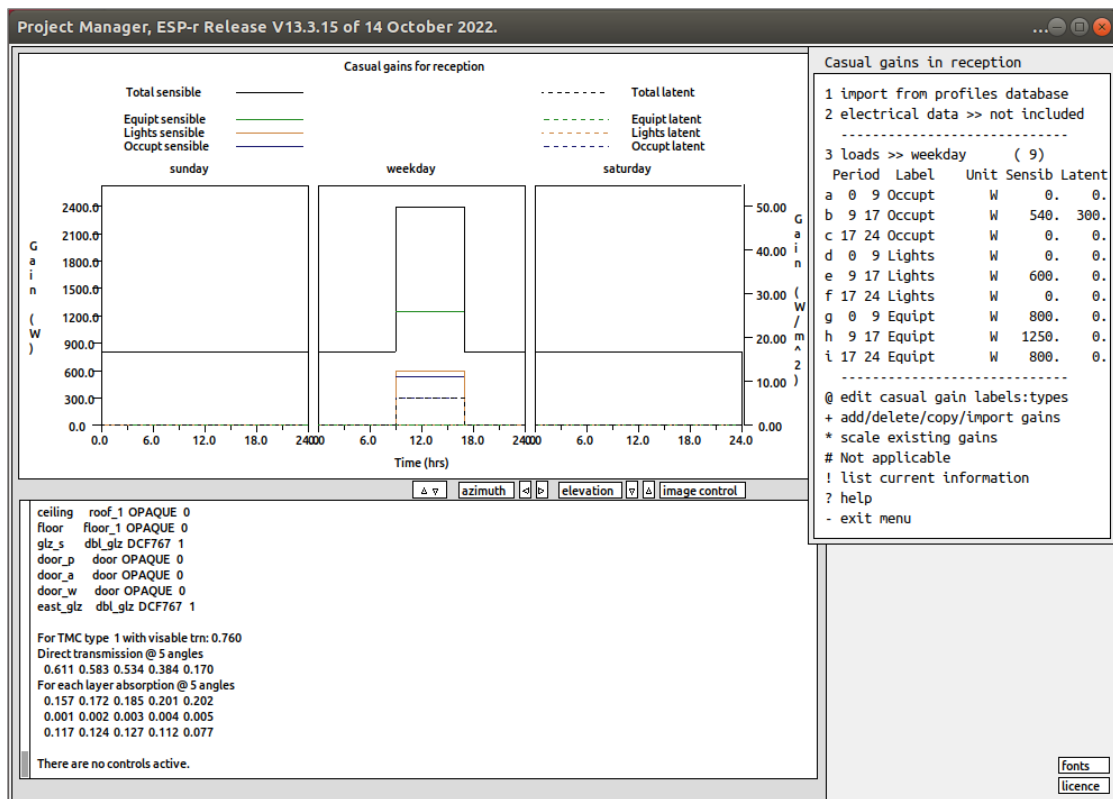 Project Manager, ESP-r Release V13.3.15 of 14 October 2022.
Casual gains for reception
Total sensible Total latent
Equipt sensible Equipt latent
Lights sensible Lights latent
Occupt sensible Occupt latent
sunday weekday saturday
Gain (W)
2400.0
2100.0
1800.0
1500.0
1200.0
900.0
600.0
300.0
0.0
50.00
40.00
30.00
20.00
10.00
0.00
Gain (W/m^2)
0.0 6.0 12.0 18.0 24.0 0.0 6.0 12.0 18.0 24.0 0.0 6.0 12.0 18.0 24.0
Time (hrs)
azimuth elevation image control
ceiling roof_1 OPAQUE 0
floor floor_1 OPAQUE 0
glz_s dbl_glz DCF767 1
door_p door OPAQUE 0
door_a door OPAQUE 0
door_w door OPAQUE 0
east_glz dbl_glz DCF767 1
For TMC type 1 with visable trn: 0.760
Direct transmission @ 5 angles
0.611 0.583 0.534 0.384 0.170
For each layer absorption @ 5 angles
0.157 0.172 0.185 0.201 0.202
0.001 0.002 0.003 0.004 0.005
0.117 0.124 0.127 0.112 0.077
There are no controls active.
Casual gains in reception
1 import from profiles database
2 electrical data >> not included
-----------------------------
3 loads >> weekday ( 9)
Period Label Unit Sensib Latent
a 0 9 Occupt W 0. 0.
b 9 17 Occupt W 540. 300.
c 17 24 Occupt W 0. 0.
d 0 9 Lights W 0. 0.
e 9 17 Lights W 600. 0.
f 17 24 Lights W 0. 0.
g 0 9 Equipt W 800. 0.
h 9 17 Equipt W 1250. 0.
i 17 24 Equipt W 800. 0.
-----------------------------
@ edit casual gain labels:types
+ add/delete/copy/import gains
* scale existing gains
# Not applicable
! list current information
? help
- exit menu
fonts
licence